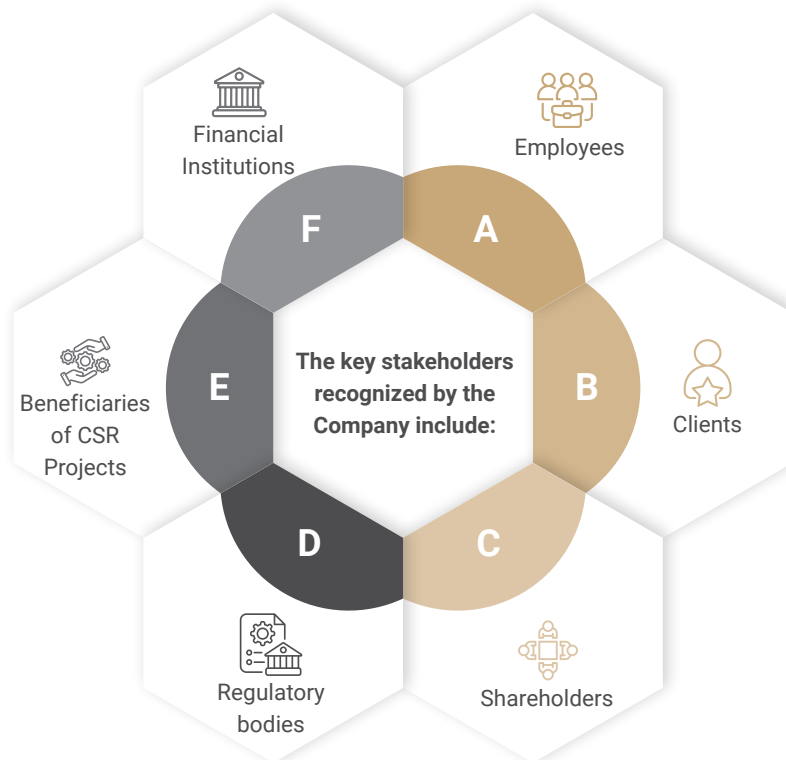 The key stakeholders
recognized by the
Company include:
A
Employees
B
Clients
C
Shareholders
D
Regulatory
bodies
E
Beneficiaries
of CSR
Projects
F
Financial
Institutions